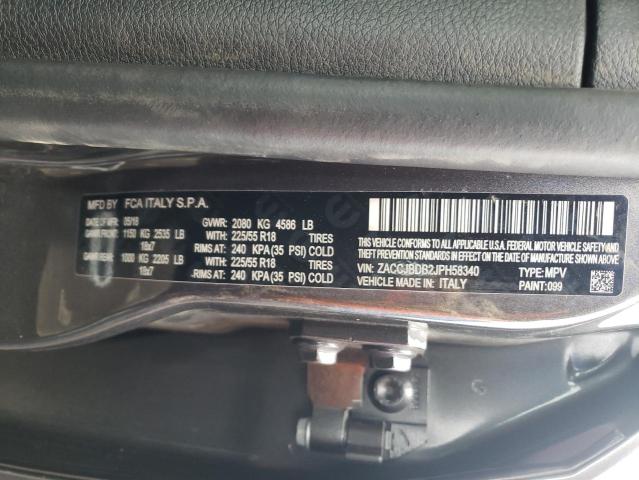 MFD BY FCA ITALY S.P.A.
DATE OF MFR: 05/18 GVWR: 2080 KG 4586 LB
GAWR FRONT: 1150 KG 2535 LB WITH: 225/55 R18 TIRES
18x7 RIMS AT: 240 KPA(35 PSI) COLD
GAWR REAR: 1000 KG 2205 LB WITH: 225/55 R18 TIRES
18x7 RIMS AT: 240 KPA(35 PSI) COLD
THIS VEHICLE CONFORMS TO ALL APPLICABLE U.S.A. FEDERAL MOTOR
VEHICLE SAFETY, BUMPER, AND THEFT
PREVENTION STANDARDS IN EFFECT ON THE DATE OF MANUFACTURE SHOWN ABOVE.
VIN: ZACCJBDB2JPH58340 TYPE: MPV
VEHICLE MADE IN: ITALY PAINT: 099